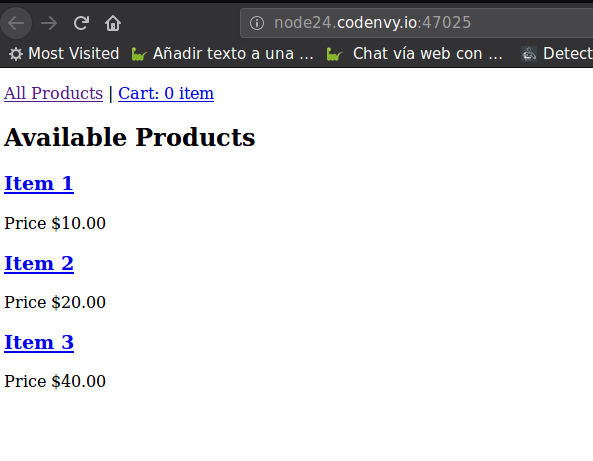 node24.codenvy.io:47025
Most Visited Añadir texto a una ... Chat vía web con ... Detect
All Products | Cart: 0 item
Available Products
Item 1
Price $10.00
Item 2
Price $20.00
Item 3
Price $40.00